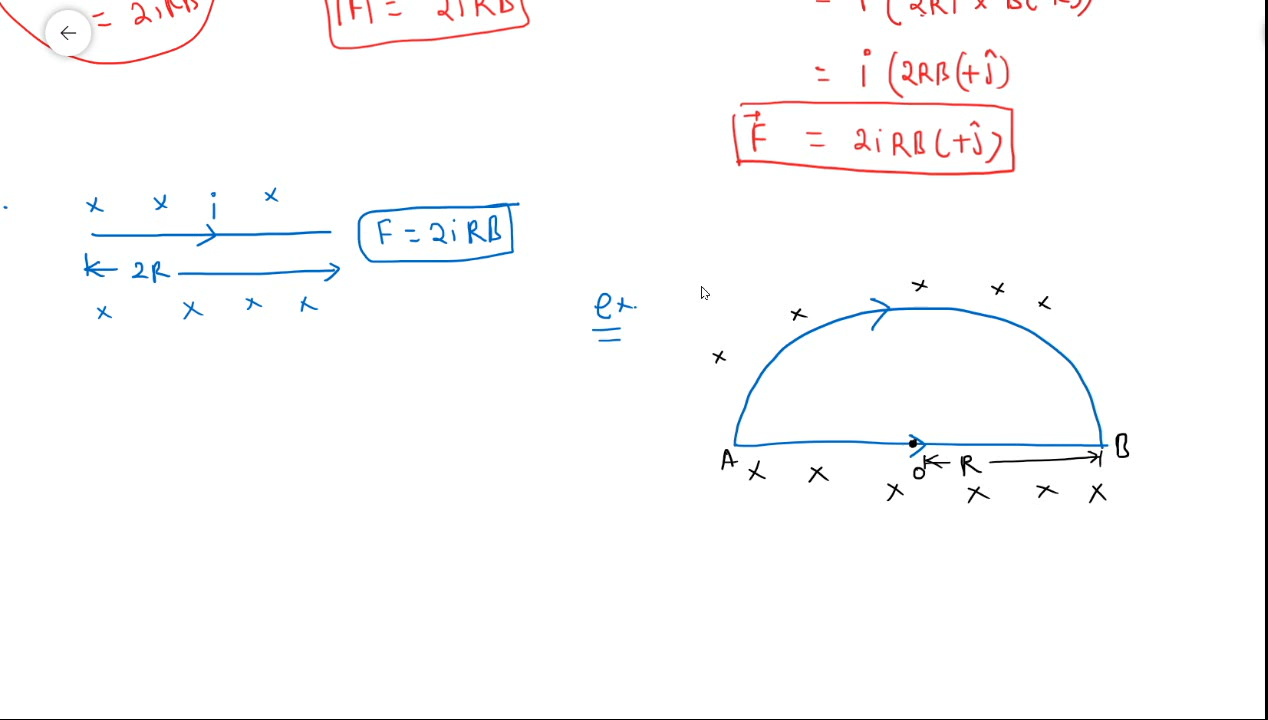 = 2iRB
|F| = 2iRB
= i (2RB(+ĵ)
F⃗ = 2iRB(+ĵ)
x x i x
F = 2iRB
2R
x x x x
ex.
x x x
x
x
A B
O R
x x x x x x